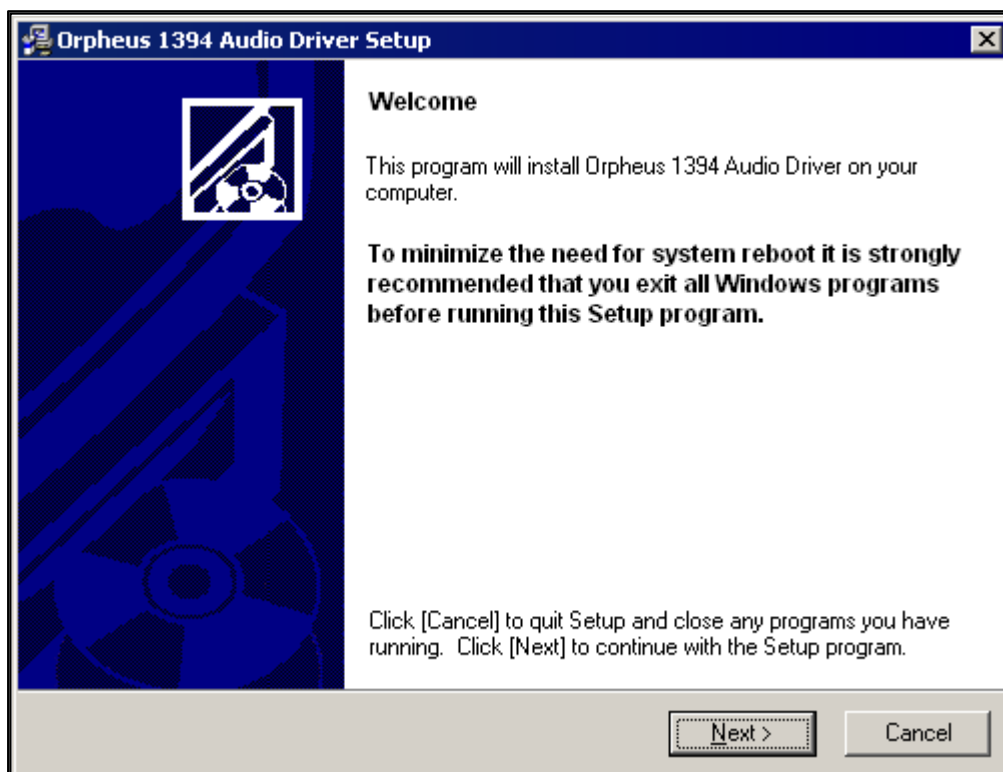 Orpheus 1394 Audio Driver Setup
Welcome
This program will install Orpheus 1394 Audio Driver on your
computer.
To minimize the need for system reboot it is strongly
recommended that you exit all Windows programs
before running this Setup program.
Click [Cancel] to quit Setup and close any programs you have
running.  Click [Next] to continue with the Setup program.
Next >
Cancel